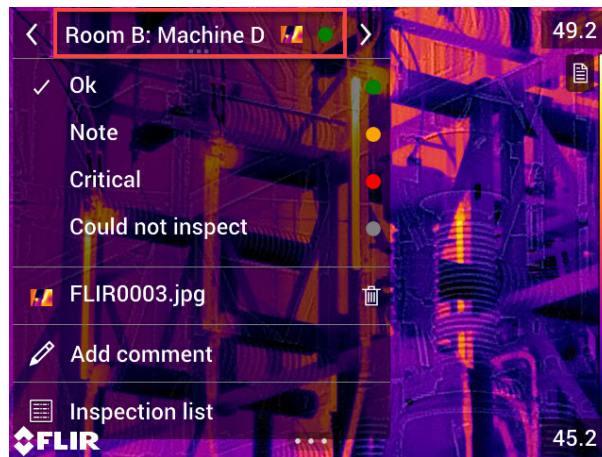 Room B: Machine D
49.2
Ok
Note
Critical
Could not inspect
FLIR0003.jpg
Add comment
Inspection list
FLIR
45.2